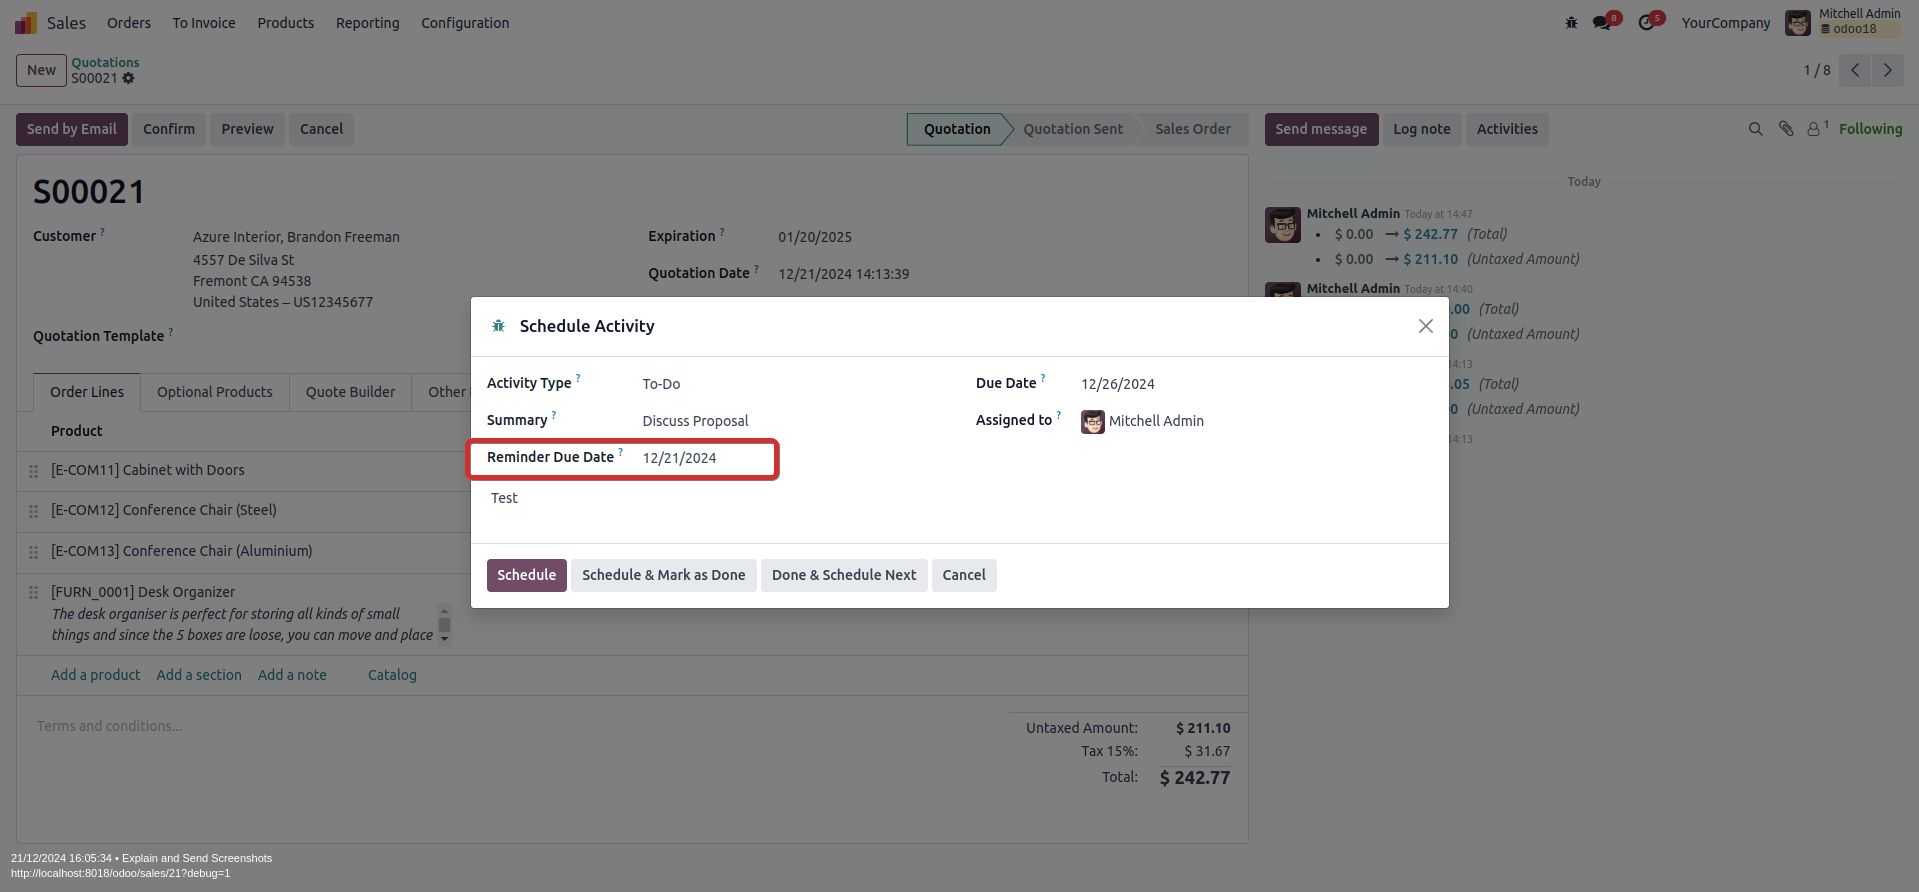 Sales Orders To Invoice Products Reporting Configuration 8 5 YourCompany Mitchell Admin
odoo18
New Quotations
S00021
1 / 8
Send by Email Confirm Preview Cancel Quotation Quotation Sent Sales Order Send message Log note Activities 1 Following
Today
S00021
Customer ? Azure Interior, Brandon Freeman
4557 De Silva St
Fremont CA 94538
United States – US12345677
Expiration ? 01/20/2025
Quotation Date ? 12/21/2024 14:13:39
Quotation Template ?
Mitchell Admin Today at 14:47
• $ 0.00 → $ 242.77 (Total)
• $ 0.00 → $ 211.10 (Untaxed Amount)
Mitchell Admin Today at 14:40
.00 (Total)
0 (Untaxed Amount)
14:13
.05 (Total)
0 (Untaxed Amount)
14:13
Order Lines Optional Products Quote Builder Other
Product
[E-COM11] Cabinet with Doors
[E-COM12] Conference Chair (Steel)
[E-COM13] Conference Chair (Aluminium)
[FURN_0001] Desk Organizer
The desk organiser is perfect for storing all kinds of small
things and since the 5 boxes are loose, you can move and place
Add a product Add a section Add a note Catalog
Terms and conditions...
Untaxed Amount: $ 211.10
Tax 15%: $ 31.67
Total: $ 242.77
Schedule Activity
Activity Type ? To-Do Due Date ? 12/26/2024
Summary ? Discuss Proposal Assigned to ? Mitchell Admin
Reminder Due Date ? 12/21/2024
Test
Schedule Schedule & Mark as Done Done & Schedule Next Cancel
21/12/2024 16:05:34 • Explain and Send Screenshots
http://localhost:8018/odoo/sales/21?debug=1